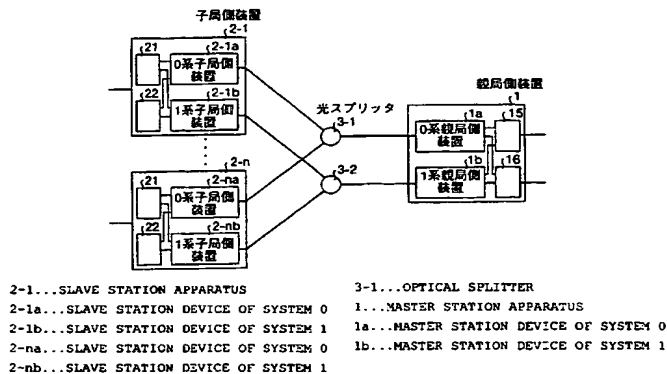 子局側装置
2-1
21
2-1a
0系子局側
装置
22
2-1b
1系子局側
装置
光スプリッタ
3-1
親局側装置
1
1a
15
0系親局側
装置
1b
16
1系親局側
装置
3-2
2-n
21
2-na
0系子局側
装置
22
2-nb
1系子局側
装置
2-1...SLAVE STATION APPARATUS
2-1a...SLAVE STATION DEVICE OF SYSTEM 0
2-1b...SLAVE STATION DEVICE OF SYSTEM 1
2-na...SLAVE STATION DEVICE OF SYSTEM 0
2-nb...SLAVE STATION DEVICE OF SYSTEM 1
3-1...OPTICAL SPLITTER
1...MASTER STATION APPARATUS
1a...MASTER STATION DEVICE OF SYSTEM 0
1b...MASTER STATION DEVICE OF SYSTEM 1